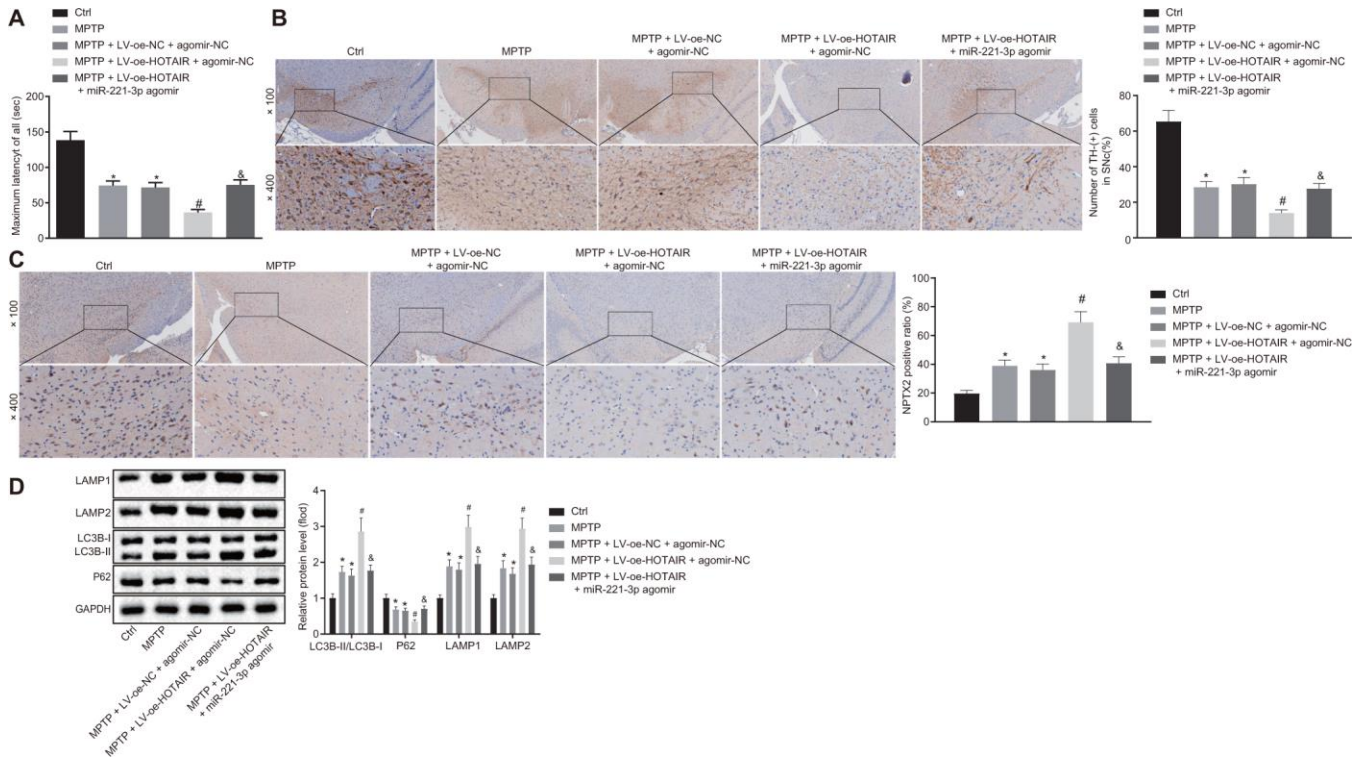 A
Ctrl
MPTP
MPTP + LV-oe-NC + agomir-NC
MPTP + LV-oe-HOTAIR + agomir-NC
MPTP + LV-oe-HOTAIR
+ miR-221-3p agomir
Maximum latencyt of all (sec)
200
150
100
50
0
*
*
#
&
B
Ctrl
MPTP
MPTP + LV-oe-NC
+ agomir-NC
MPTP + LV-oe-HOTAIR
+ agomir-NC
MPTP + LV-oe-HOTAIR
+ miR-221-3p agomir
× 100
× 400
Ctrl
MPTP
MPTP + LV-oe-NC + agomir-NC
MPTP + LV-oe-HOTAIR + agomir-NC
MPTP + LV-oe-HOTAIR
+ miR-221-3p agomir
Number of TH-(+) cells
in SNc(%)
80
60
40
20
0
*
*
#
&
C
Ctrl
MPTP
MPTP + LV-oe-NC
+ agomir-NC
MPTP + LV-oe-HOTAIR
+ agomir-NC
MPTP + LV-oe-HOTAIR
+ miR-221-3p agomir
× 100
× 400
NPTX2 positive ratio (%)
100
80
60
40
20
0
*
*
#
&
Ctrl
MPTP
MPTP + LV-oe-NC + agomir-NC
MPTP + LV-oe-HOTAIR + agomir-NC
MPTP + LV-oe-HOTAIR
+ miR-221-3p agomir
D
LAMP1
LAMP2
LC3B-I
LC3B-II
P62
GAPDH
Ctrl
MPTP
MPTP + LV-oe-NC + agomir-NC
MPTP + LV-oe-HOTAIR + agomir-NC
MPTP + LV-oe-HOTAIR
+ miR-221-3p agomir
Relative protein level (flod)
4
3
2
1
0
* * # &
* * # &
* * # &
* * # &
LC3B-II/LC3B-I P62 LAMP1 LAMP2
Ctrl
MPTP
MPTP + LV-oe-NC + agomir-NC
MPTP + LV-oe-HOTAIR + agomir-NC
MPTP + LV-oe-HOTAIR
+ miR-221-3p agomir